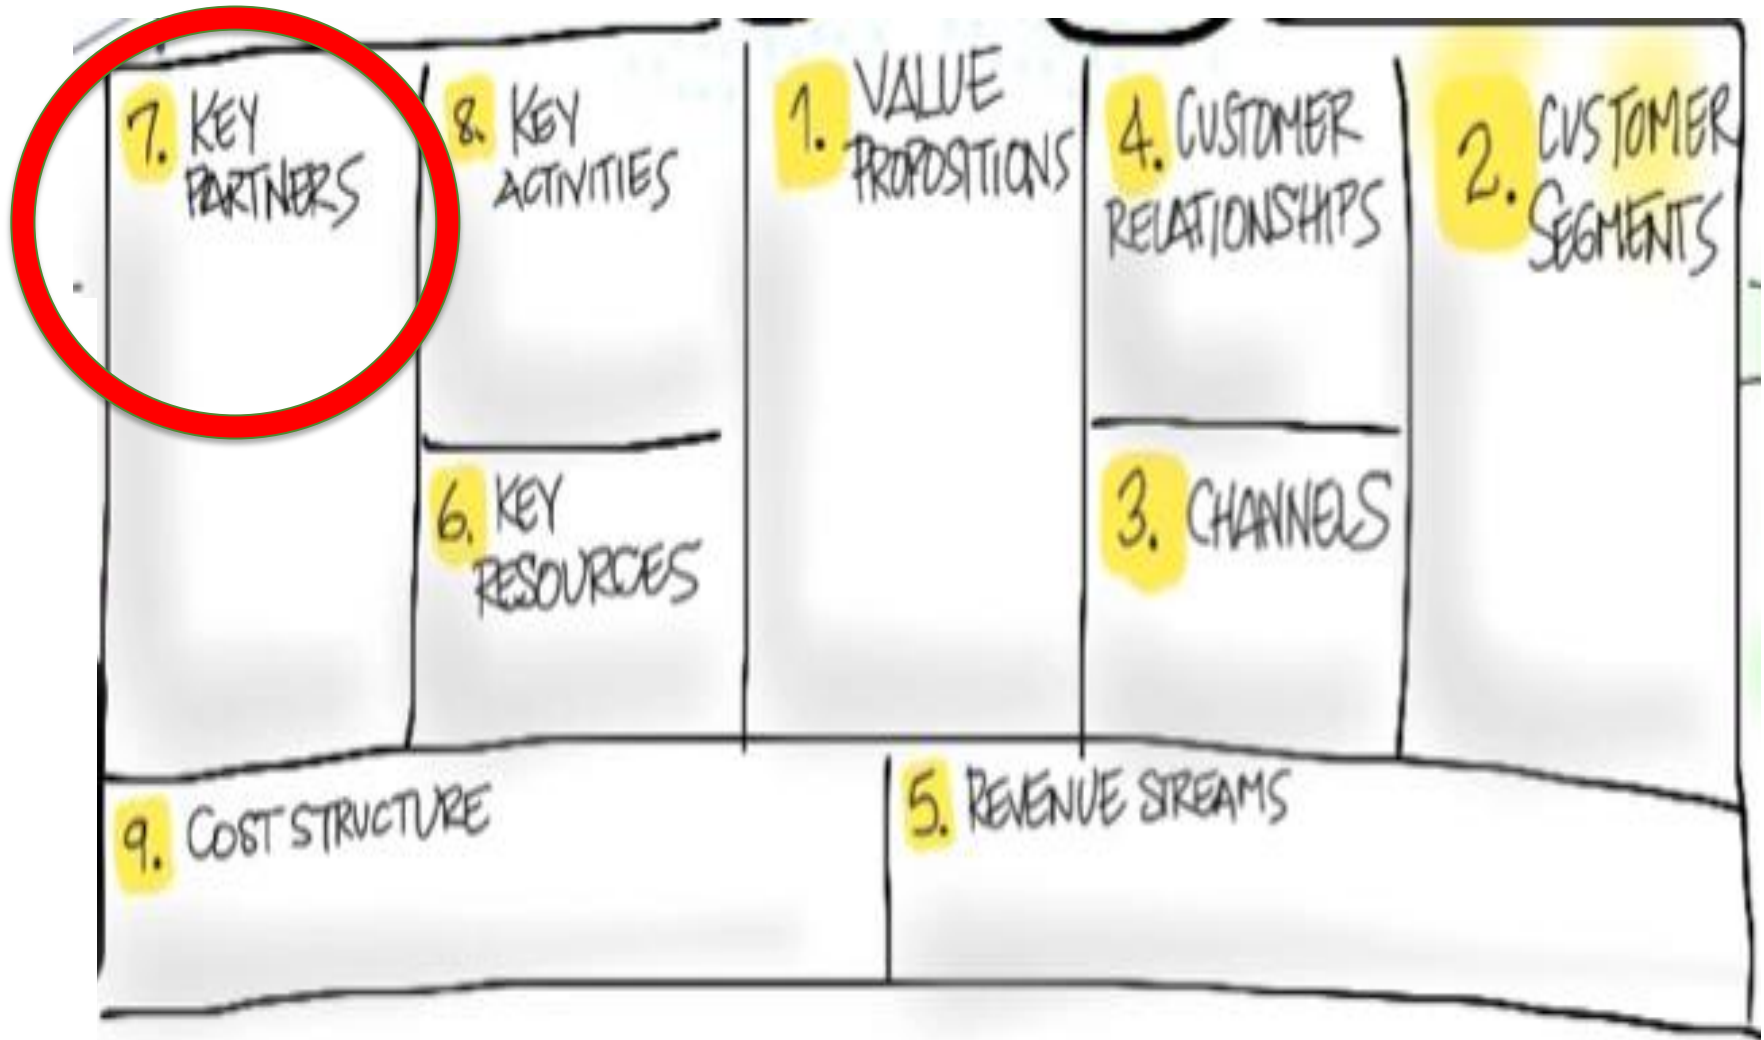 7. KEY
PARTNERS
8. KEY
ACTIVITIES
6. KEY
RESOURCES
1. VALUE
PROPOSITIONS
4. CUSTOMER
RELATIONSHIPS
3. CHANNELS
2. CUSTOMER
SEGMENTS
9. COST STRUCTURE
5. REVENUE STREAMS